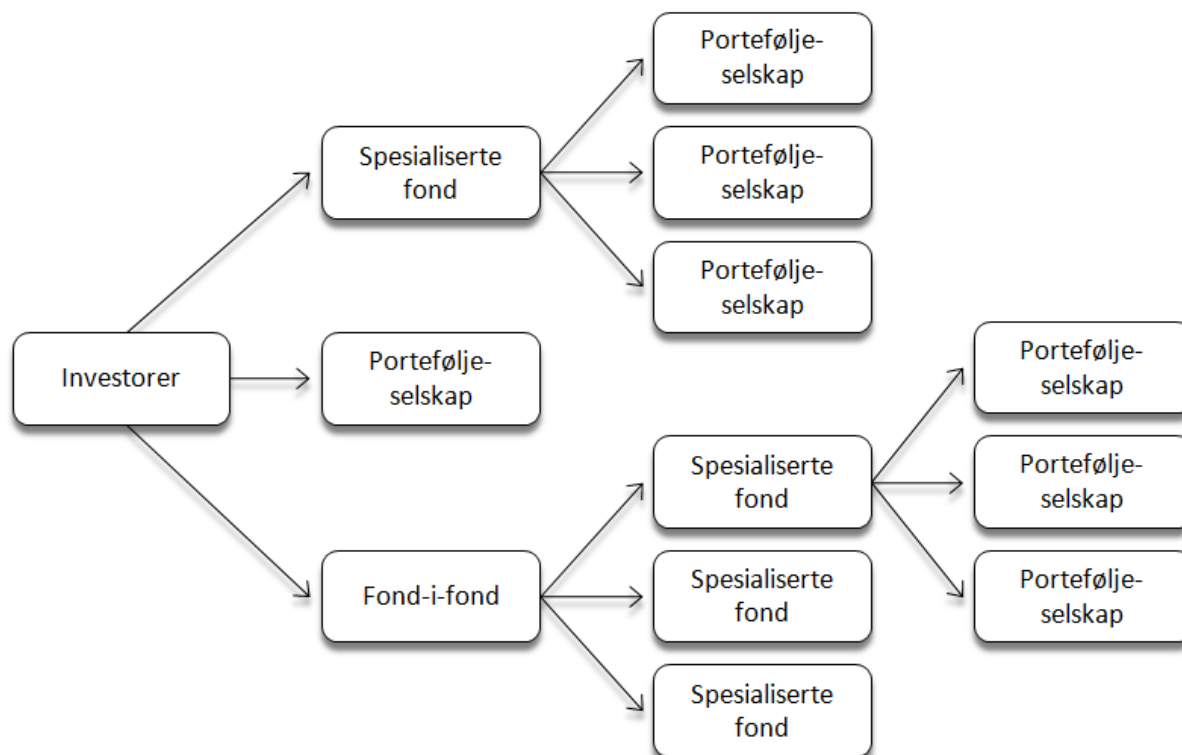 Portefølje-
selskap
Spesialiserte
fond
Portefølje-
selskap
Portefølje-
selskap
Investorer
Portefølje-
selskap
Portefølje-
selskap
Spesialiserte
fond
Portefølje-
selskap
Fond-i-fond
Spesialiserte
fond
Portefølje-
selskap
Spesialiserte
fond